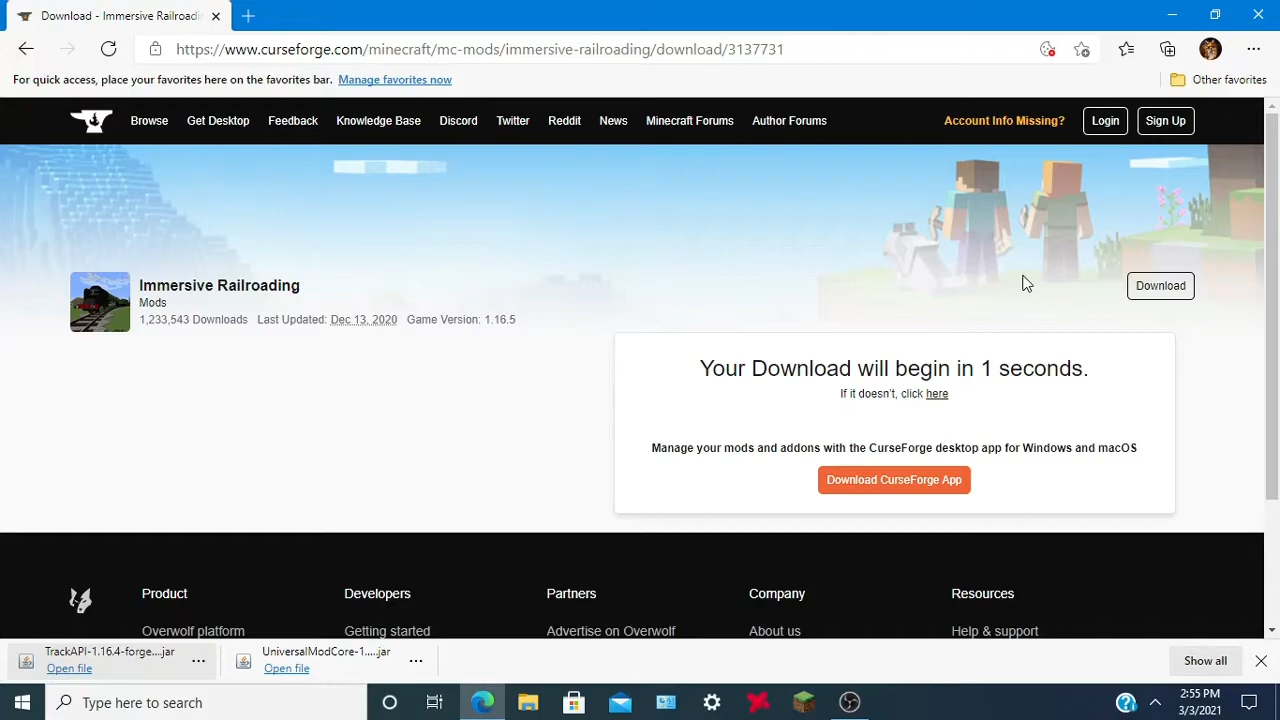 Download - Immersive Railroadi
https://www.curseforge.com/minecraft/mc-mods/immersive-railroading/download/3137731
For quick access, place your favorites here on the favorites bar. Manage favorites now
Other favorites
Browse Get Desktop Feedback Knowledge Base Discord Twitter Reddit News Minecraft Forums Author Forums Account Info Missing? Login Sign Up
Immersive Railroading
Mods
Download
1,233,543 Downloads Last Updated: Dec 13, 2020 Game Version: 1.16.5
Your Download will begin in 1 seconds.
If it doesn't, click here
Manage your mods and addons with the CurseForge desktop app for Windows and macOS
Download CurseForge App
Product Developers Partners Company Resources
Overwolf platform Getting started Advertise on Overwolf About us Help & support
TrackAPI-1.16.4-forge....jar
Open file
UniversalModCore-1.....jar
Open file
Show all
Type here to search
2:55 PM
3/3/2021